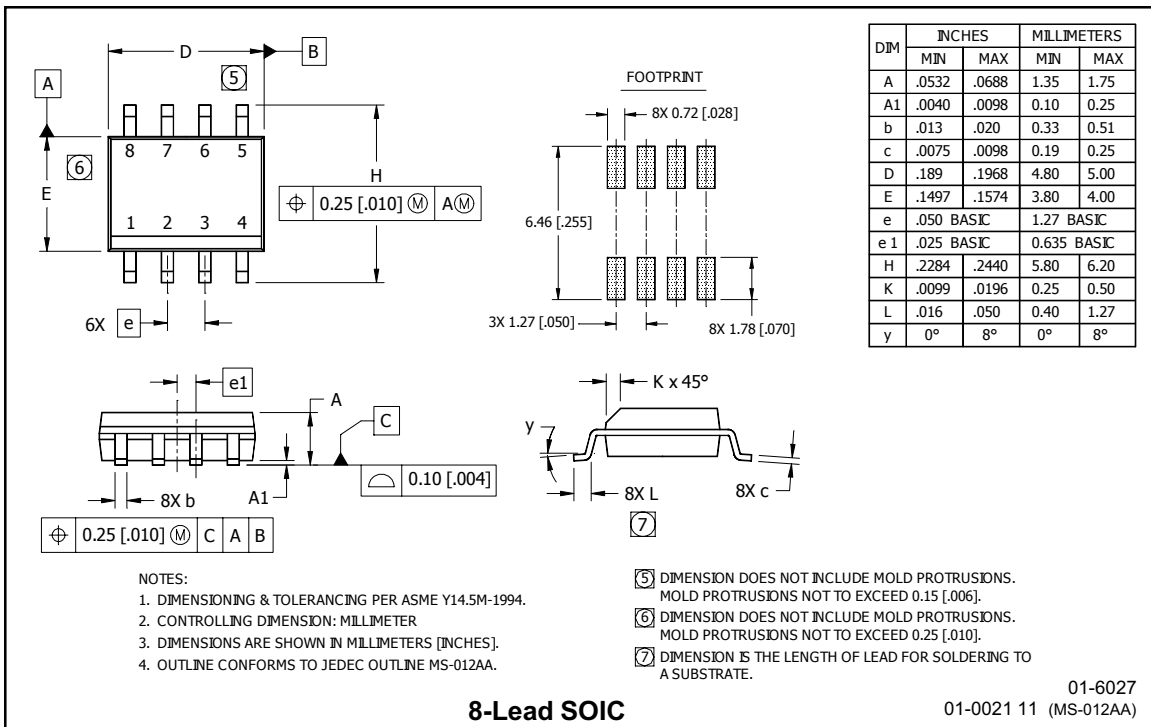 D
B
5
A
8 7 6 5
6
E
H
⌖ 0.25 [.010] Ⓜ AⓂ
1 2 3 4
6X e
FOOTPRINT
8X 0.72 [.028]
6.46 [.255]
3X 1.27 [.050]
8X 1.78 [.070]
DIM INCHES MILLIMETERS
MIN MAX MIN MAX
A .0532 .0688 1.35 1.75
A1 .0040 .0098 0.10 0.25
b .013 .020 0.33 0.51
c .0075 .0098 0.19 0.25
D .189 .1968 4.80 5.00
E .1497 .1574 3.80 4.00
e .050 BASIC 1.27 BASIC
e 1 .025 BASIC 0.635 BASIC
H .2284 .2440 5.80 6.20
K .0099 .0196 0.25 0.50
L .016 .050 0.40 1.27
y 0° 8° 0° 8°
e1
A
C
⌓ 0.10 [.004]
8X b
A1
⌖ 0.25 [.010] Ⓜ C A B
K x 45°
y
8X L
7
8X c
NOTES:
1. DIMENSIONING & TOLERANCING PER ASME Y14.5M-1994.
2. CONTROLLING DIMENSION: MILLIMETER
3. DIMENSIONS ARE SHOWN IN MILLIMETERS [INCHES].
4. OUTLINE CONFORMS TO JEDEC OUTLINE MS-012AA.
5 DIMENSION DOES NOT INCLUDE MOLD PROTRUSIONS.
MOLD PROTRUSIONS NOT TO EXCEED 0.15 [.006].
6 DIMENSION DOES NOT INCLUDE MOLD PROTRUSIONS.
MOLD PROTRUSIONS NOT TO EXCEED 0.25 [.010].
7 DIMENSION IS THE LENGTH OF LEAD FOR SOLDERING TO
A SUBSTRATE.
8-Lead SOIC
01-6027
01-0021 11 (MS-012AA)